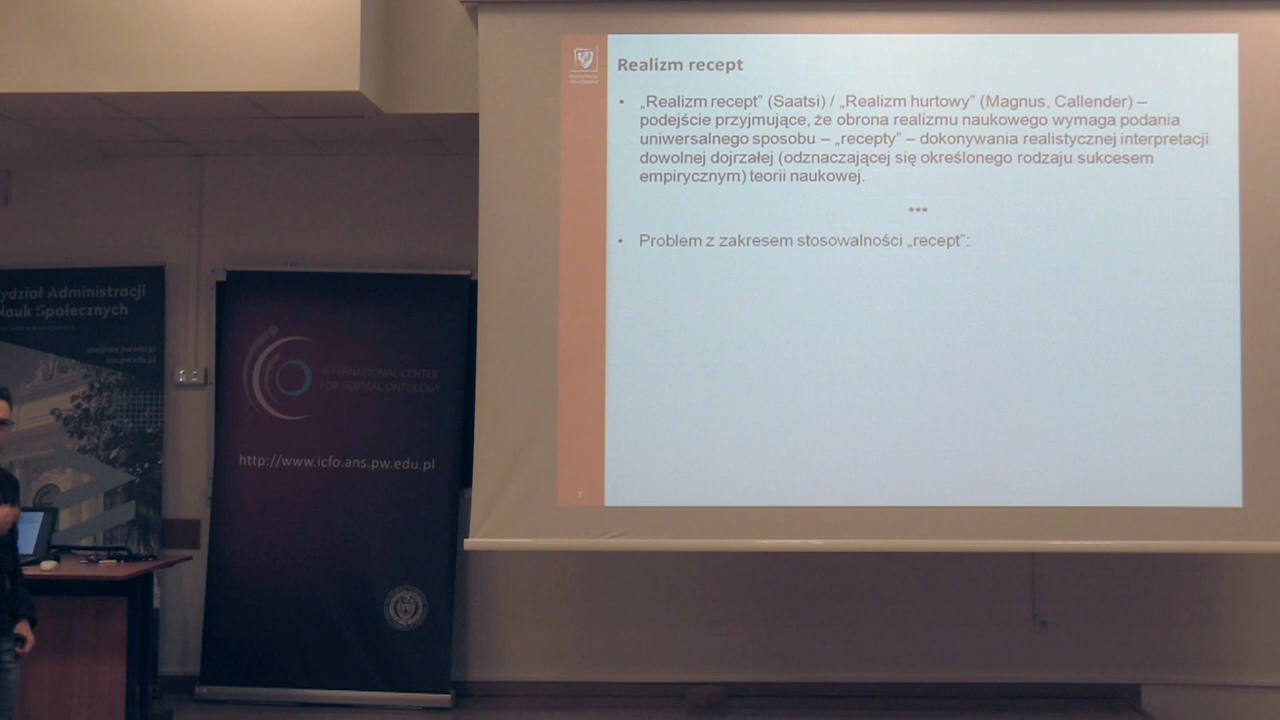 Realizm recept
• „Realizm recept” (Saatsi) / „Realizm hurtowy” (Magnus, Callender) –
podejście przyjmujące, że obrona realizmu naukowego wymaga podania
uniwersalnego sposobu – „recepty” – dokonywania realistycznej interpretacji
dowolnej dojrzałej (odznaczającej się określonego rodzaju sukcesem
empirycznym) teorii naukowej.
***
• Problem z zakresem stosowalności „recept”:
ydział Administracji
Nauk Społecznych
INTERNATIONAL CENTER
FOR FORMAL ONTOLOGY
http://www.icfo.ans.pw.edu.pl